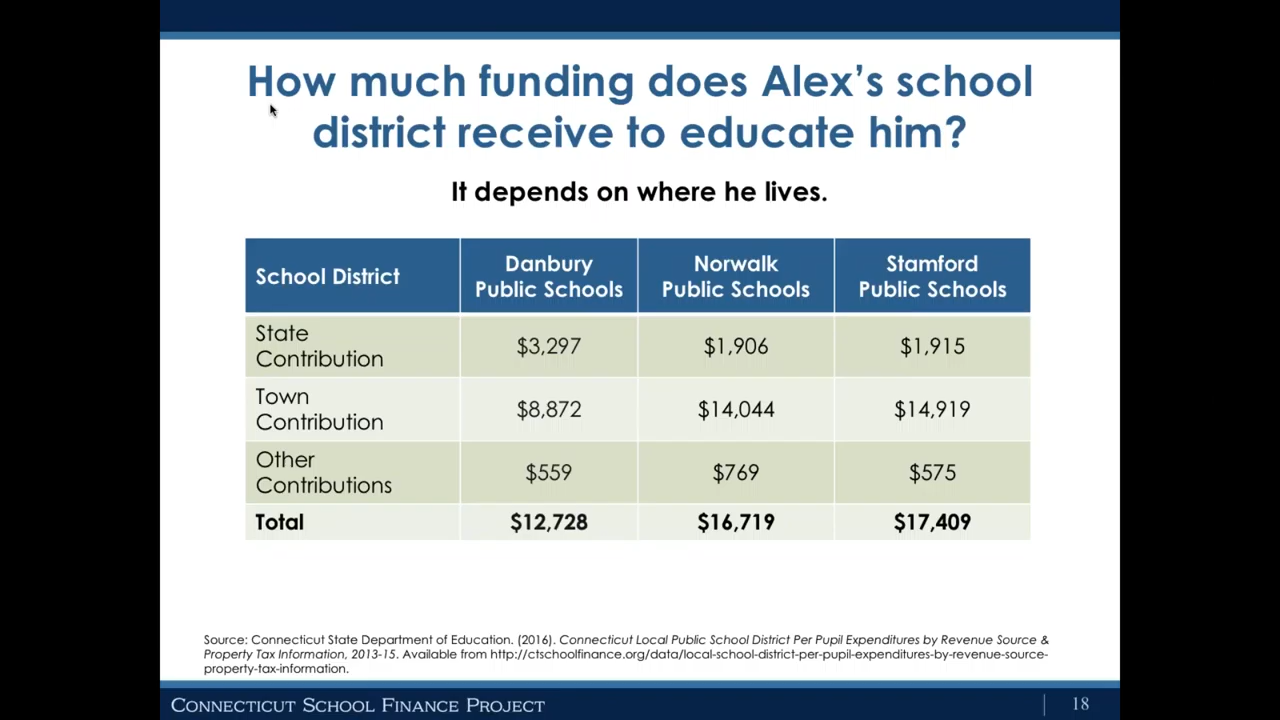 How much funding does Alex’s school
district receive to educate him?
It depends on where he lives.
School District
Danbury
Public Schools
Norwalk
Public Schools
Stamford
Public Schools
State
Contribution
$3,297
$1,906
$1,915
Town
Contribution
$8,872
$14,044
$14,919
Other
Contributions
$559
$769
$575
Total
$12,728
$16,719
$17,409
Source: Connecticut State Department of Education. (2016). Connecticut Local Public School District Per Pupil Expenditures by Revenue Source &
Property Tax Information, 2013-15. Available from http://ctschoolfinance.org/data/local-school-district-per-pupil-expenditures-by-revenue-source-
property-tax-information.
CONNECTICUT SCHOOL FINANCE PROJECT
18